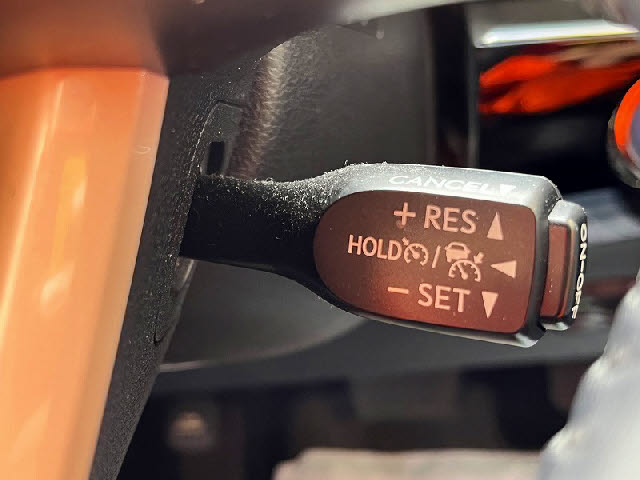 CANCEL
+ RES
HOLD /
− SET
ON-OFF